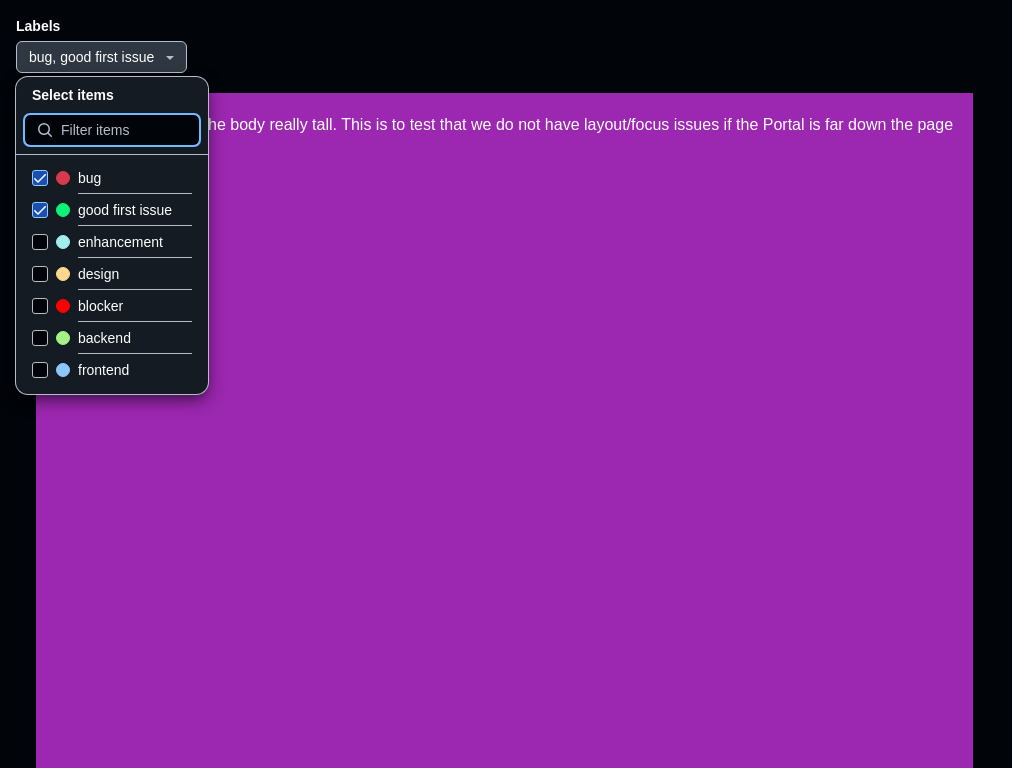 Labels
bug, good first issue
Select items
he body really tall. This is to test that we do not have layout/focus issues if the Portal is far down the page
Filter items
bug
good first issue
enhancement
design
blocker
backend
frontend